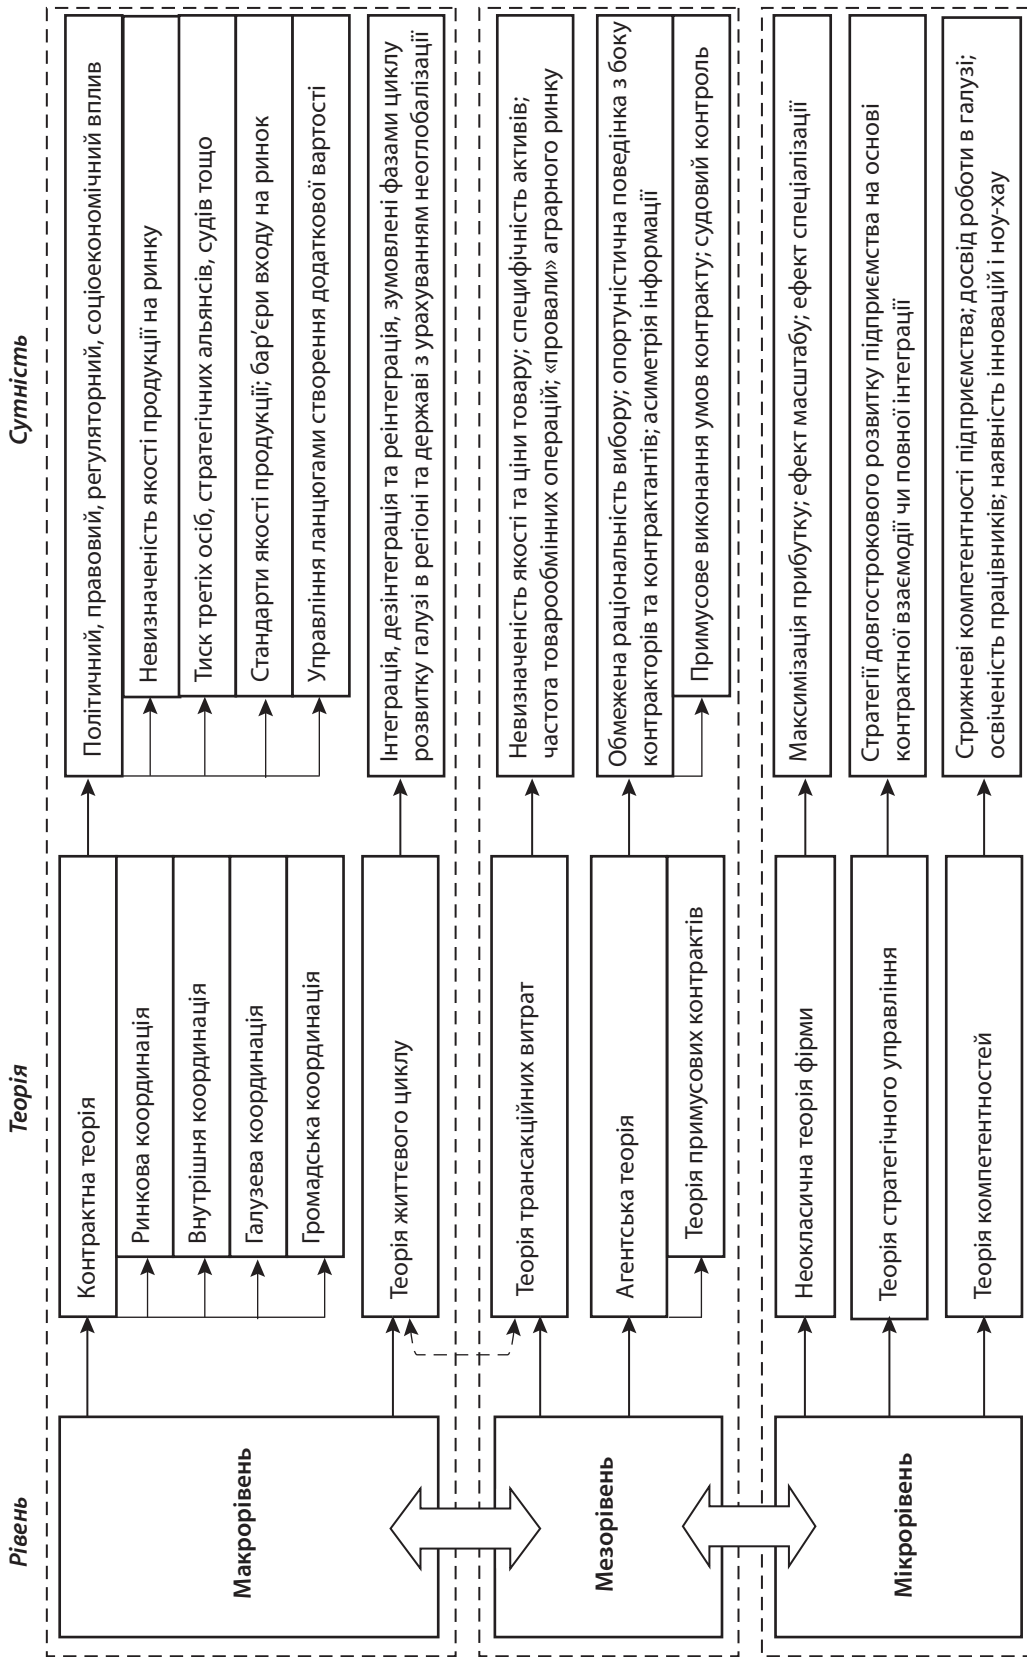 Рівень
Теорія
Сутність
Макрорівень
Контрактна теорія
Ринкова координація
Внутрішня координація
Галузева координація
Громадська координація
Теорія життєвого циклу
Політичний, правовий, регуляторний, соціоекономічний вплив
Невизначеність якості продукції на ринку
Тиск третіх осіб, стратегічних альянсів, судів тощо
Стандарти якості продукції; бар’єри входу на ринок
Управління ланцюгами створення додаткової вартості
Інтеграція, дезінтеграція та реінтеграція, зумовлені фазами циклу
розвитку галузі в регіоні та державі з урахуванням неоглобалізації
Мезорівень
Теорія трансакційних витрат
Агентська теорія
Теорія примусових контрактів
Невизначеність якості та ціни товару; специфічність активів;
частота товарообмінних операцій; «провали» аграрного ринку
Обмежена раціональність вибору; опортуністична поведінка з боку
контракторів та контрактантів; асиметрія інформації
Примусове виконання умов контракту; судовий контроль
Мікрорівень
Неокласична теорія фірми
Теорія стратегічного управління
Теорія компетентностей
Максимізація прибутку; ефект масштабу; ефект спеціалізації
Стратегії довгострокового розвитку підприємства на основі
контрактної взаємодії чи повної інтеграції
Стрижневі компетентності підприємства; досвід роботи в галузі;
освіченість працівників; наявність інновацій і ноу-хау